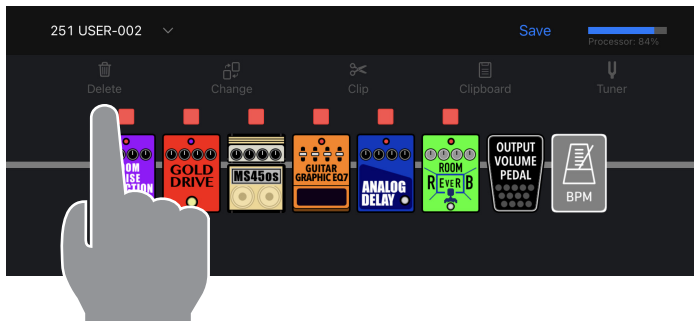 251 USER-002
Save
Processor: 84%
Delete
Change
Clip
Clipboard
Tuner
GOLD
DRIVE
MS45os
GUITAR
GRAPHIC EQ7
ANALOG
DELAY
ROOM
REVERB
OUTPUT
VOLUME
PEDAL
BPM